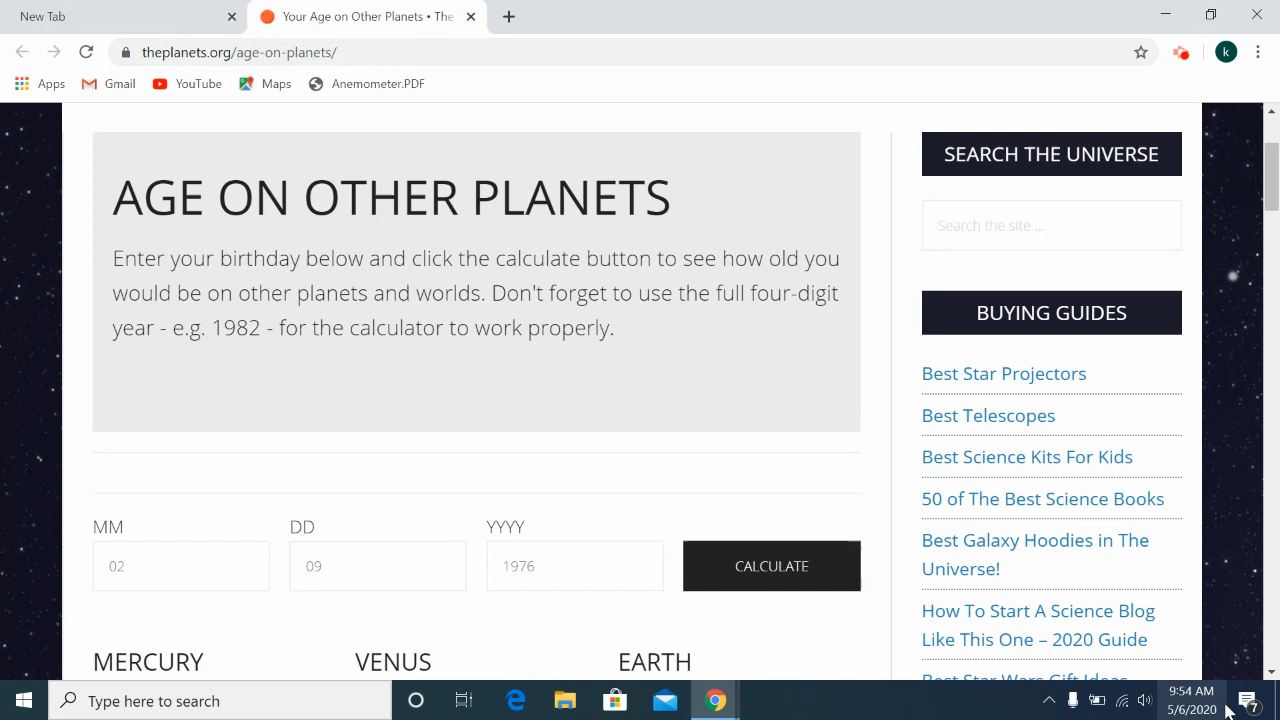 New Tab
Your Age on Other Planets • The
theplanets.org/age-on-planets/
k
Apps
Gmail
YouTube
Maps
Anemometer.PDF
AGE ON OTHER PLANETS
Enter your birthday below and click the calculate button to see how old you
would be on other planets and worlds. Don't forget to use the full four-digit
year - e.g. 1982 - for the calculator to work properly.
MM
DD
YYYY
02
09
1976
CALCULATE
MERCURY
VENUS
EARTH
SEARCH THE UNIVERSE
Search the site ...
BUYING GUIDES
Best Star Projectors
Best Telescopes
Best Science Kits For Kids
50 of The Best Science Books
Best Galaxy Hoodies in The
Universe!
How To Start A Science Blog
Like This One – 2020 Guide
Best Star Wars Gift Ideas
Type here to search
9:54 AM
5/6/2020
7